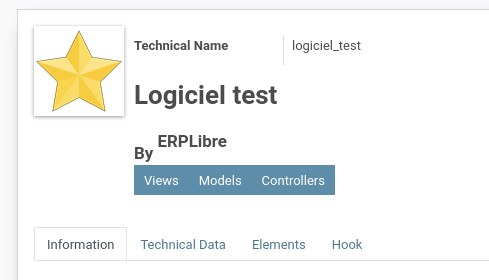 Technical Name logiciel_test
Logiciel test
By ERPLibre
Views Models Controllers
Information Technical Data Elements Hook